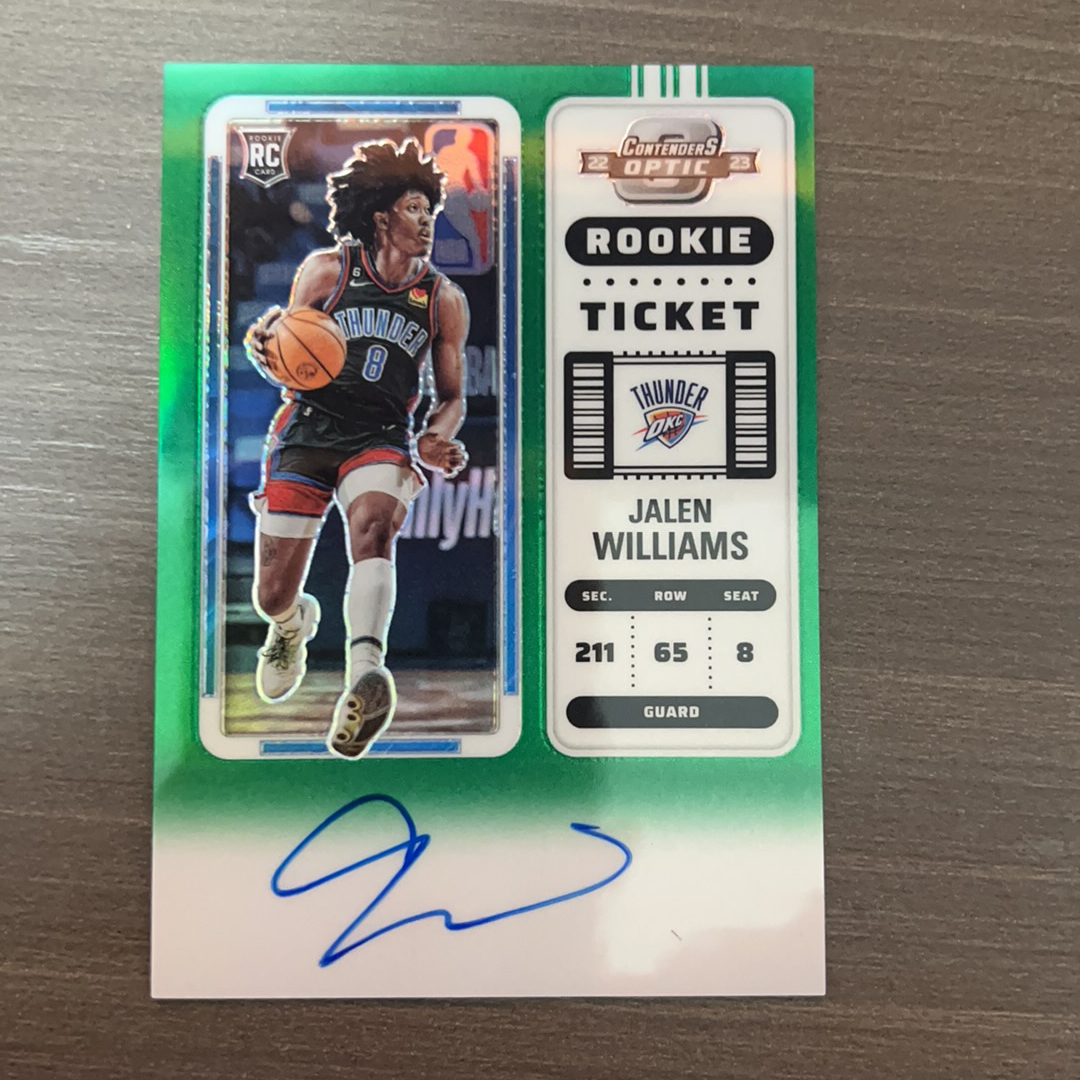 ROOKIE
RC
CARD
6
THUNDER
8
CONTENDERS
22 OPTIC 23
ROOKIE
TICKET
THUNDER
OKC
JALEN
WILLIAMS
SEC. ROW SEAT
211 65 8
GUARD